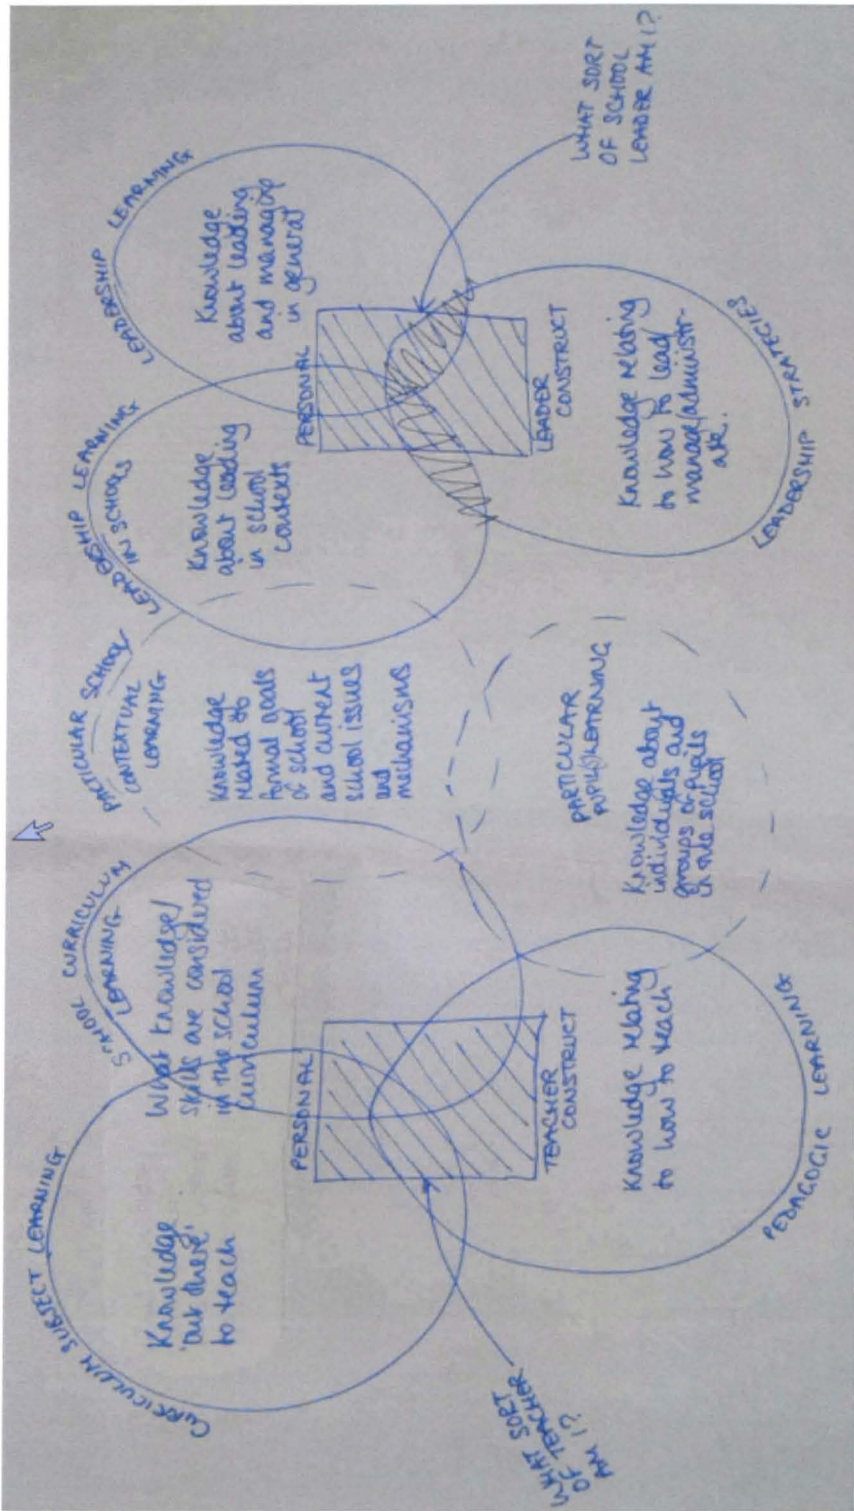 CURRICULUM SUBJECT LEARNING
Knowledge
'out there'
to teach
SCHOOL CURRICULUM
LEARNING
What knowledge/
skills are considered
in the school
curriculum
PARTICULAR SCHOOL
CONTEXTUAL
LEARNING
Knowledge
related to
formal goals
of school
and current
school issues
and
mechanisms
LEADERSHIP LEARNING
LEAD IN SCHOOLS
Knowledge
about leading
in school
contexts
LEADERSHIP LEARNING
Knowledge
about leading
and managing
in general
PERSONAL
TEACHER
CONSTRUCT
PERSONAL
LEADER
CONSTRUCT
WHAT SORT
OF TEACHER
AM I?
Knowledge relating
to how to teach
PEDAGOGIC LEARNING
PARTICULAR
PUPIL(S) LEARNING
Knowledge about
individuals and
groups of pupils
in the school
Knowledge relating
to how to lead/
manage/administr-
ate.
LEADERSHIP STRATEGIES
WHAT SORT
OF SCHOOL
LEADER AM I?